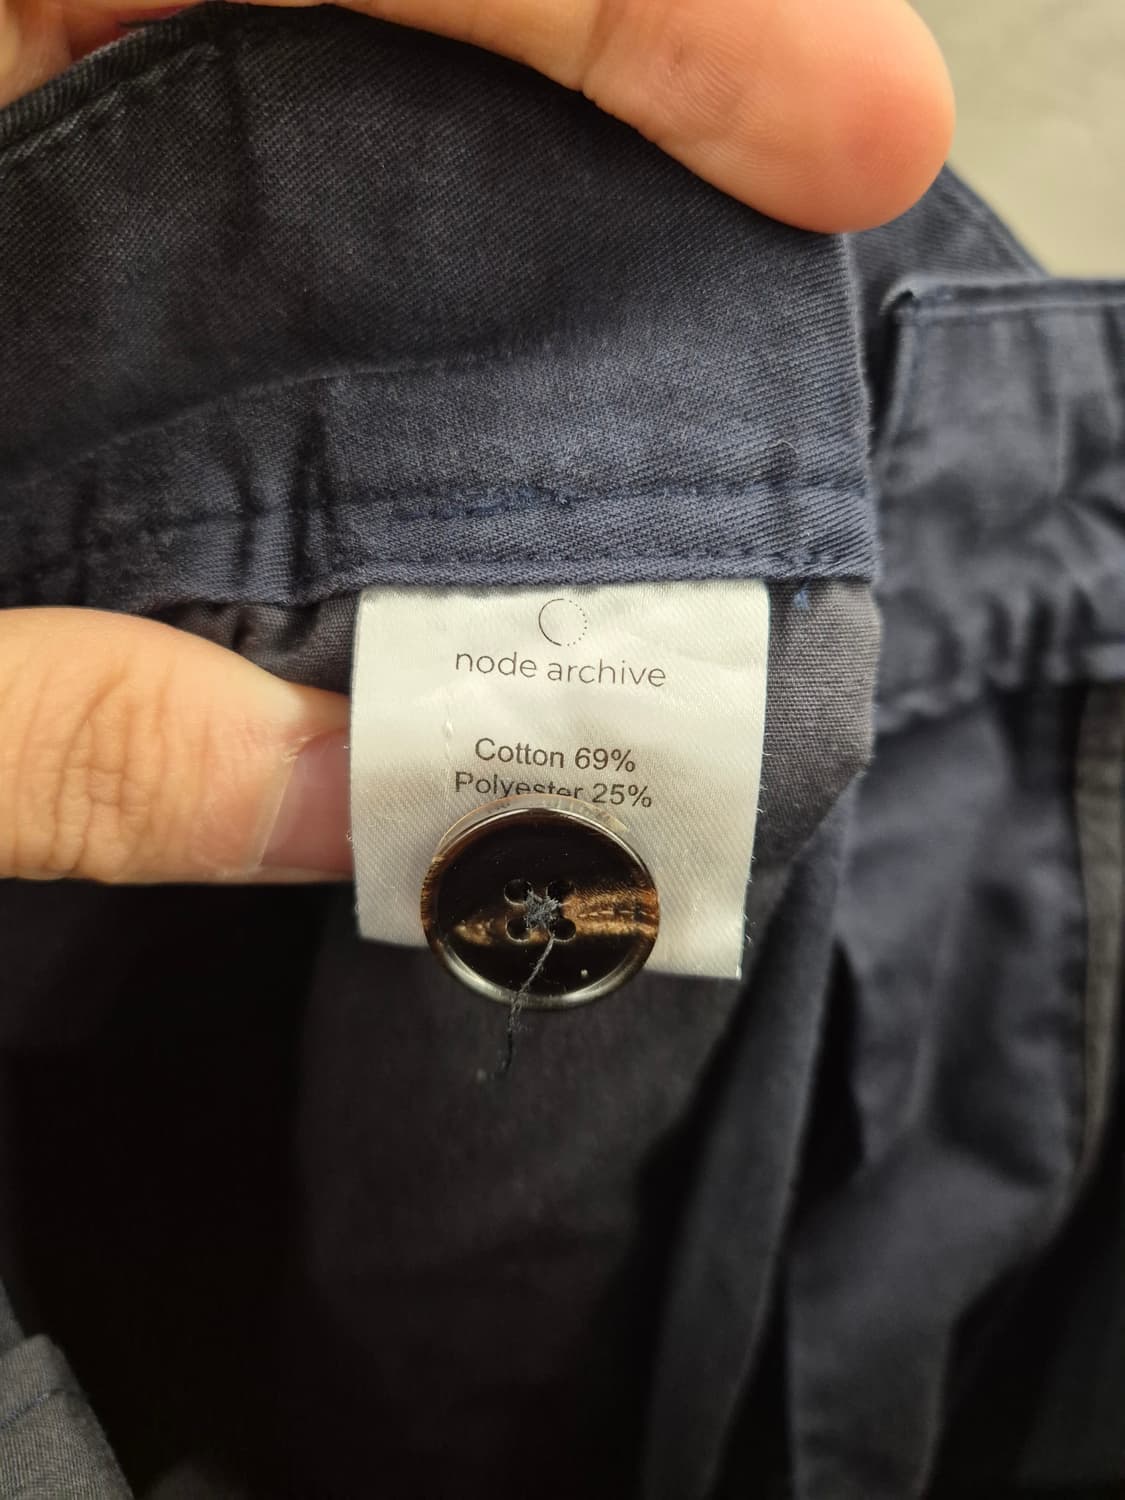 node archive
Cotton 69%
Polyester 25%